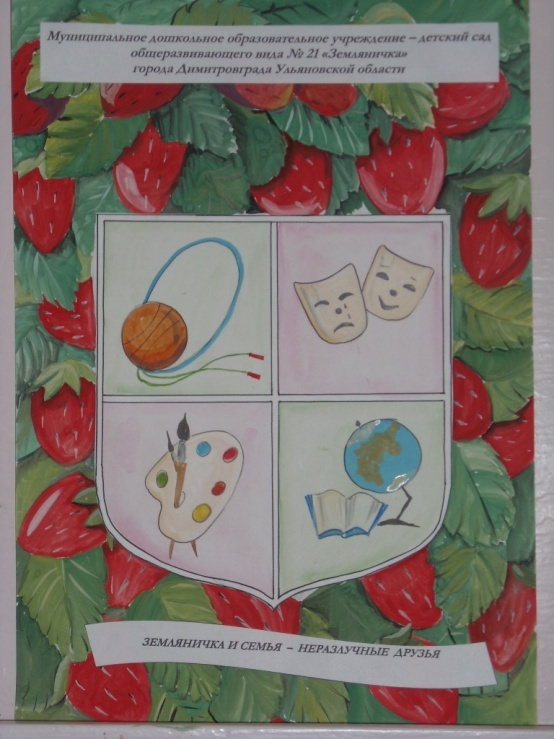 Муниципальное дошкольное образовательное учреждение – детский сад
общеразвивающего вида № 21 «Земляничка»
города Димитровграда Ульяновской области
ЗЕМЛЯНИЧКА И СЕМЬЯ – НЕРАЗЛУЧНЫЕ ДРУЗЬЯ